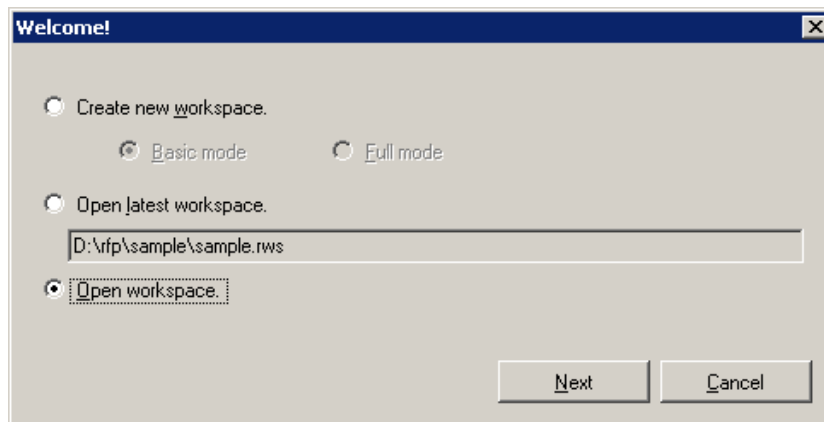 Welcome!
Create new workspace.
Basic mode Full mode
Open latest workspace.
D:\rfp\sample\sample.rws
Open workspace.
Next Cancel